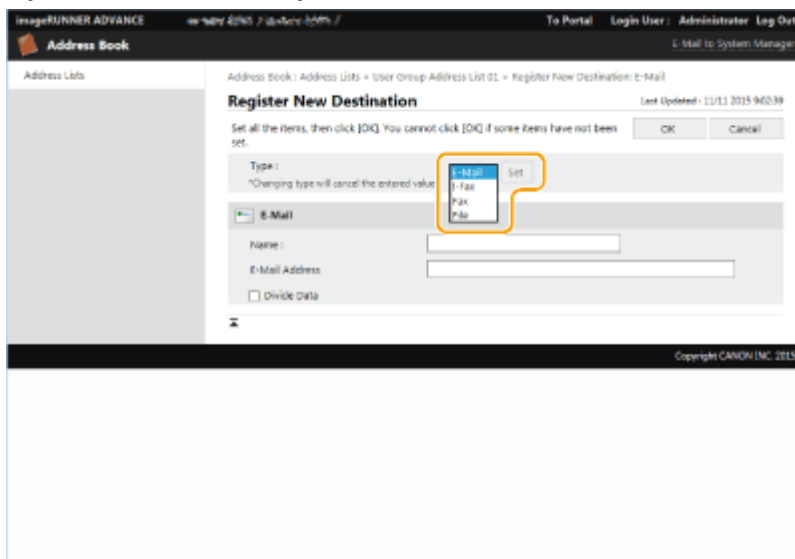 imageRUNNER ADVANCE
To Portal Login User : Administrator Log Out
Address Book
E-Mail to System Manager
Address Lists
Address Book : Address Lists > User Group Address List 01 > Register New Destination: E-Mail
Register New Destination
Last Updated : 11/11 2015 9:02:39
Set all the items, then click [OK]. You cannot click [OK] if some items have not been set.
OK
Cancel
Type :
*Changing type will cancel the entered value
E-Mail
I-Fax
Fax
File
Set
E-Mail
Name :
E-Mail Address
Divide Data
Copyright CANON INC. 2015